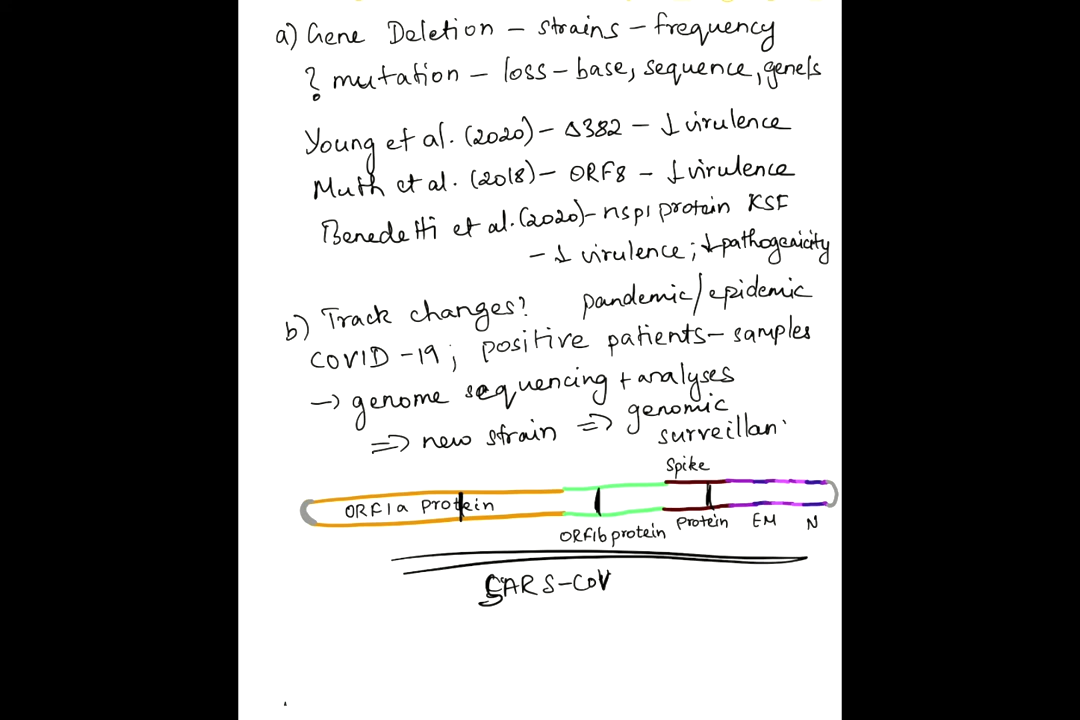 a) Gene Deletion – strains – frequency
? mutation – loss – base, sequence, gene/s
Young et al. (2020) – Δ382 – ↓ virulence
Muth et al. (2018) – ORF8 – ↓ virulence
Benedetti et al. (2020) – nsp1 protein KSF
– ↓ virulence; ↓ pathogenicity
b) Track changes? pandemic/epidemic
COVID-19; positive patients – samples
→ genome sequencing + analyses
⇒ new strain ⇒ genomic
surveillan
Spike
ORF1a protein
ORF1b protein Protein EM N
SARS-COV